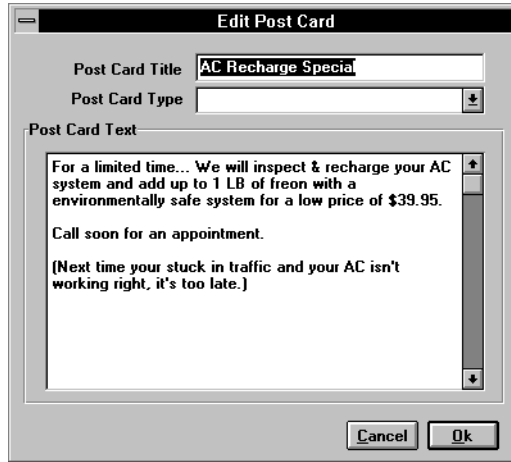 Edit Post Card
Post Card Title AC Recharge Special
Post Card Type
Post Card Text
For a limited time... We will inspect & recharge your AC
system and add up to 1 LB of freon with a
environmentally safe system for a low price of $39.95.
Call soon for an appointment.
(Next time your stuck in traffic and your AC isn't
working right, it's too late.)
Cancel Ok